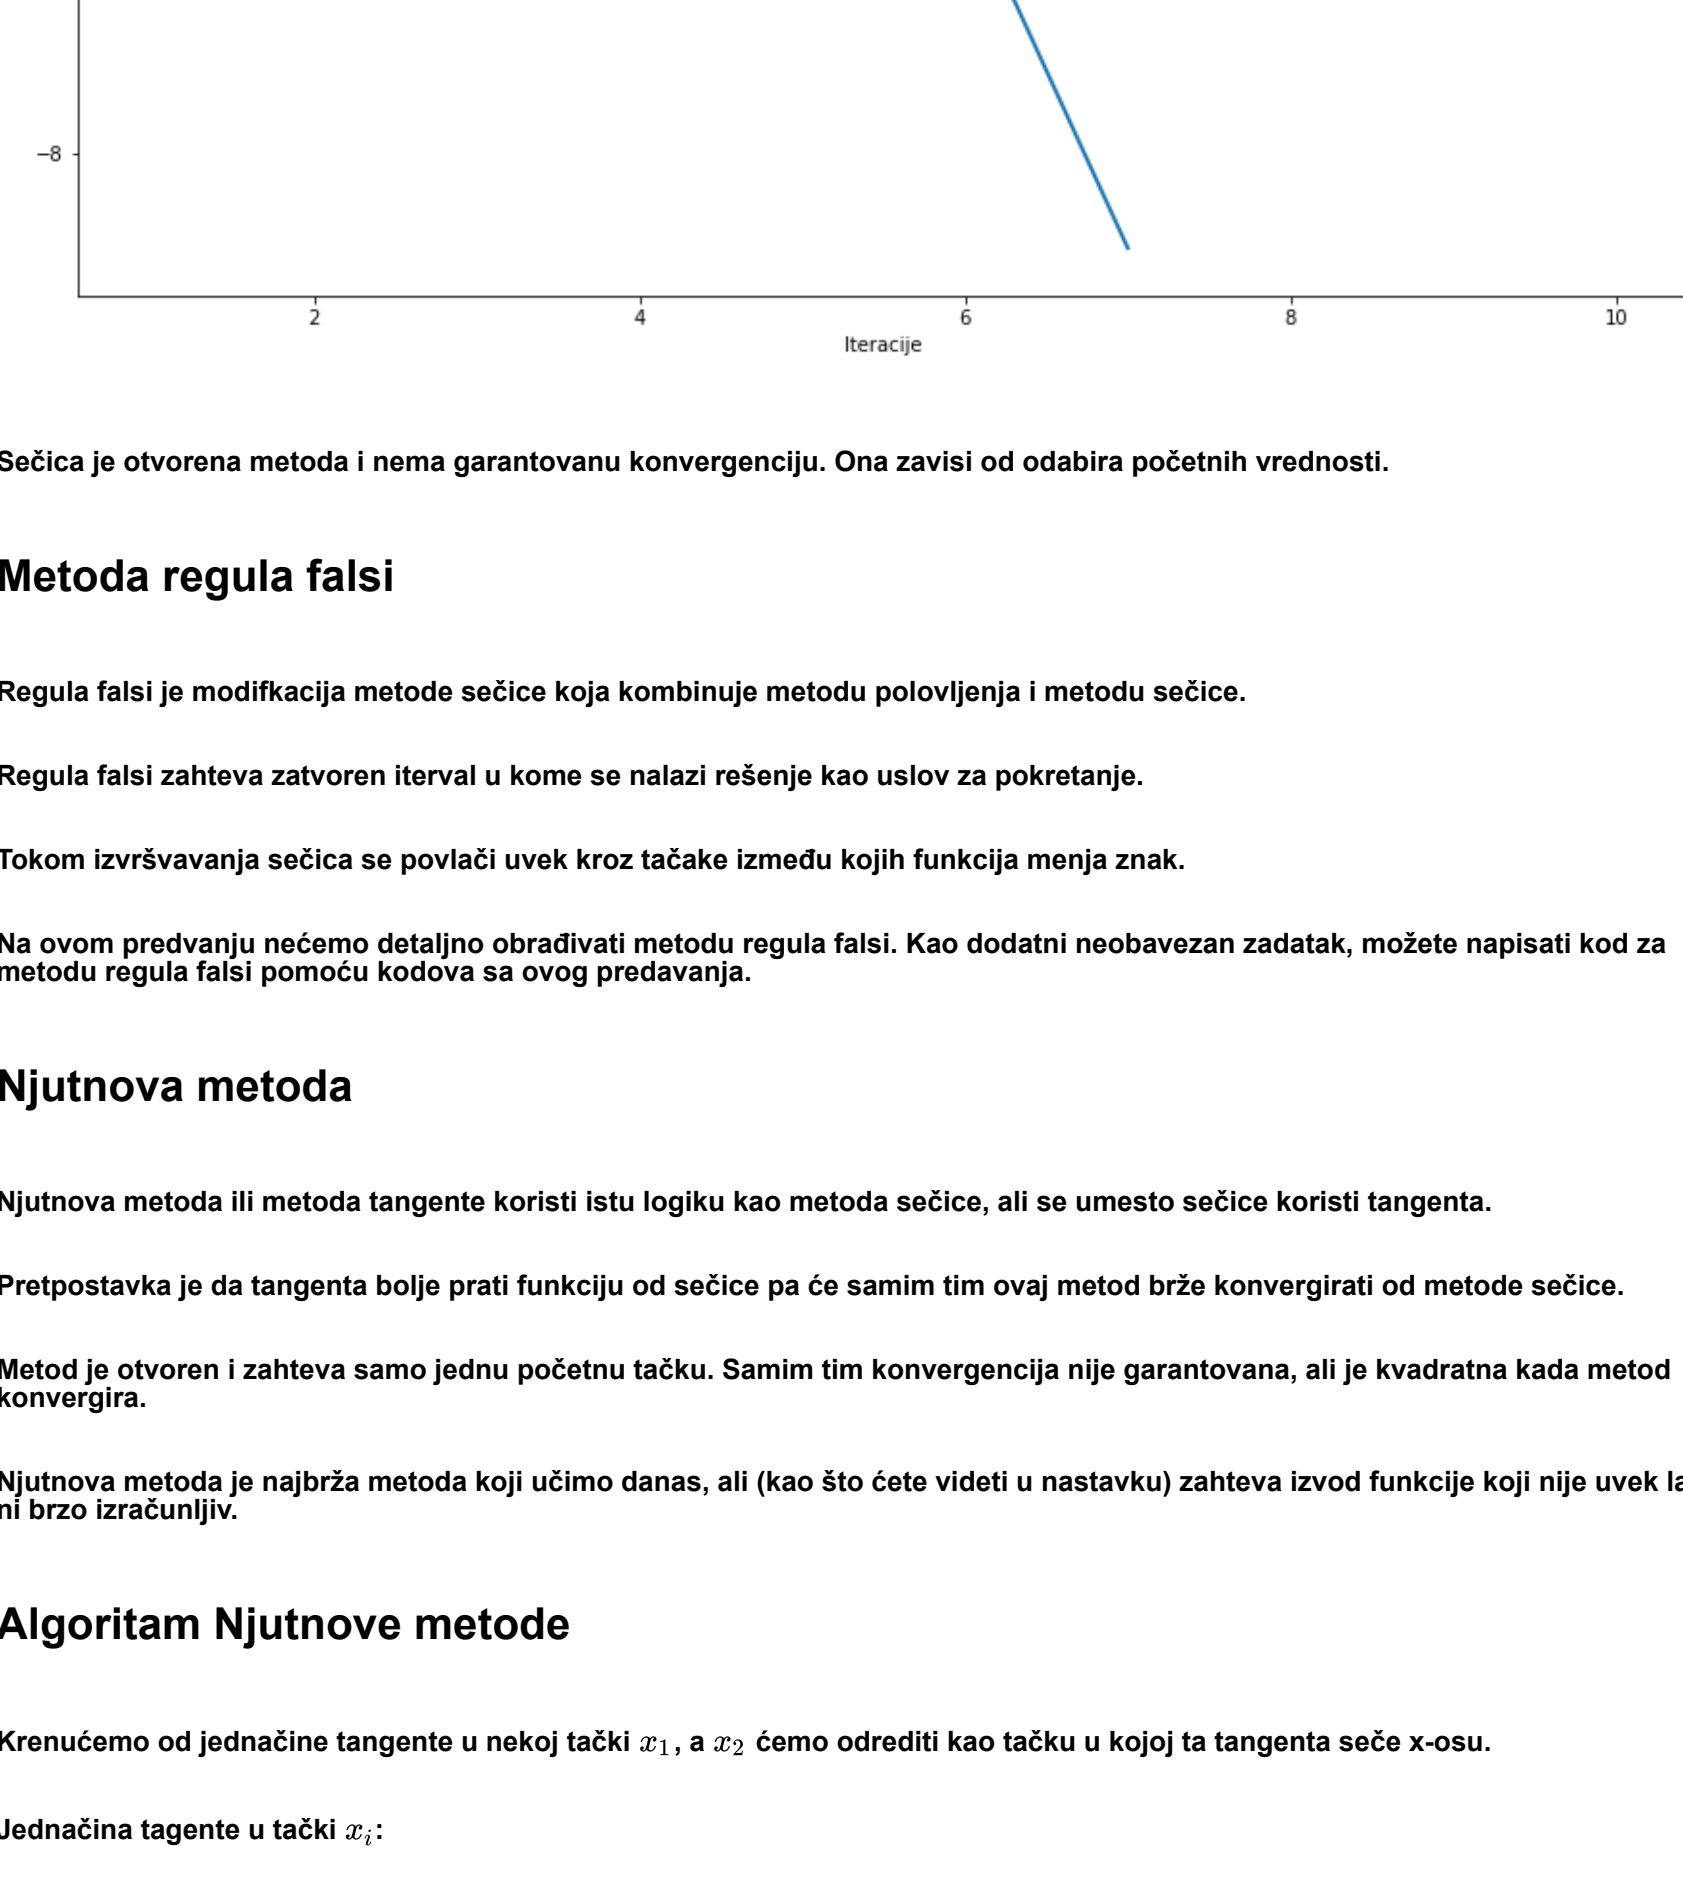 −8
2 4 6 8 10
Iteracije
Sečica je otvorena metoda i nema garantovanu konvergenciju. Ona zavisi od odabira početnih vrednosti.
Metoda regula falsi
Regula falsi je modifkacija metode sečice koja kombinuje metodu polovljenja i metodu sečice.
Regula falsi zahteva zatvoren iterval u kome se nalazi rešenje kao uslov za pokretanje.
Tokom izvršvavanja sečica se povlači uvek kroz tačake između kojih funkcija menja znak.
Na ovom predvanju nećemo detaljno obrađivati metodu regula falsi. Kao dodatni neobavezan zadatak, možete napisati kod za
metodu regula falsi pomoću kodova sa ovog predavanja.
Njutnova metoda
Njutnova metoda ili metoda tangente koristi istu logiku kao metoda sečice, ali se umesto sečice koristi tangenta.
Pretpostavka je da tangenta bolje prati funkciju od sečice pa će samim tim ovaj metod brže konvergirati od metode sečice.
Metod je otvoren i zahteva samo jednu početnu tačku. Samim tim konvergencija nije garantovana, ali je kvadratna kada metod
konvergira.
Njutnova metoda je najbrža metoda koji učimo danas, ali (kao što ćete videti u nastavku) zahteva izvod funkcije koji nije uvek
ni brzo izračunljiv.
Algoritam Njutnove metode
Krenućemo od jednačine tangente u nekoj tački x₁, a x₂ ćemo odrediti kao tačku u kojoj ta tangenta seče x-osu.
Jednačina tagente u tački xᵢ: